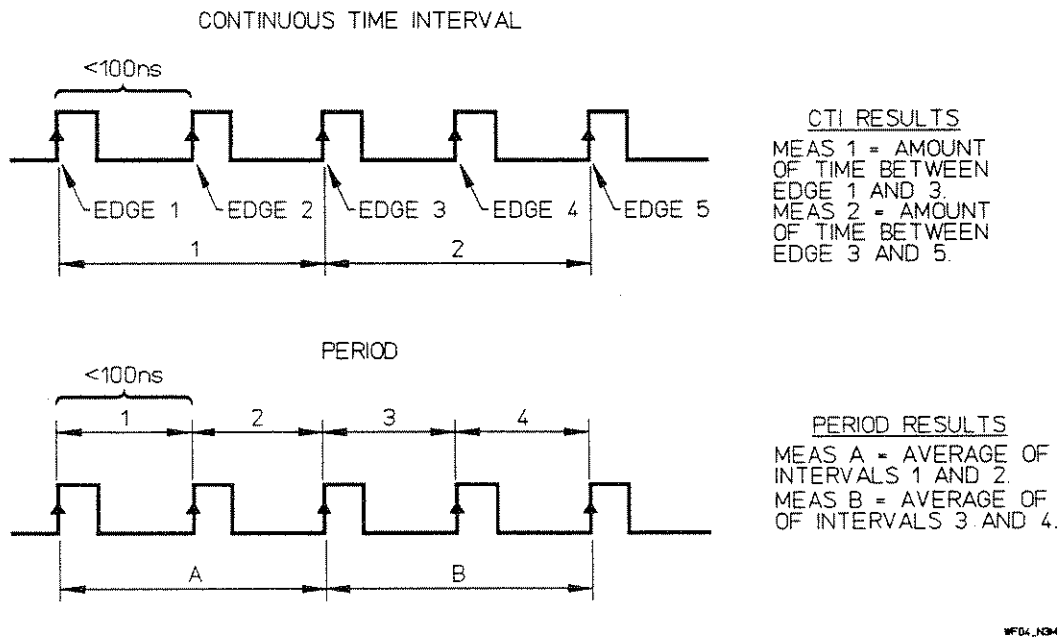 CONTINUOUS TIME INTERVAL
<100ns
EDGE 1
EDGE 2
EDGE 3
EDGE 4
EDGE 5
1
2
CTI RESULTS
MEAS 1 = AMOUNT
OF TIME BETWEEN
EDGE 1 AND 3.
MEAS 2 = AMOUNT
OF TIME BETWEEN
EDGE 3 AND 5.
PERIOD
<100ns
1
2
3
4
A
B
PERIOD RESULTS
MEAS A = AVERAGE OF
INTERVALS 1 AND 2.
MEAS B = AVERAGE OF
OF INTERVALS 3 AND 4.